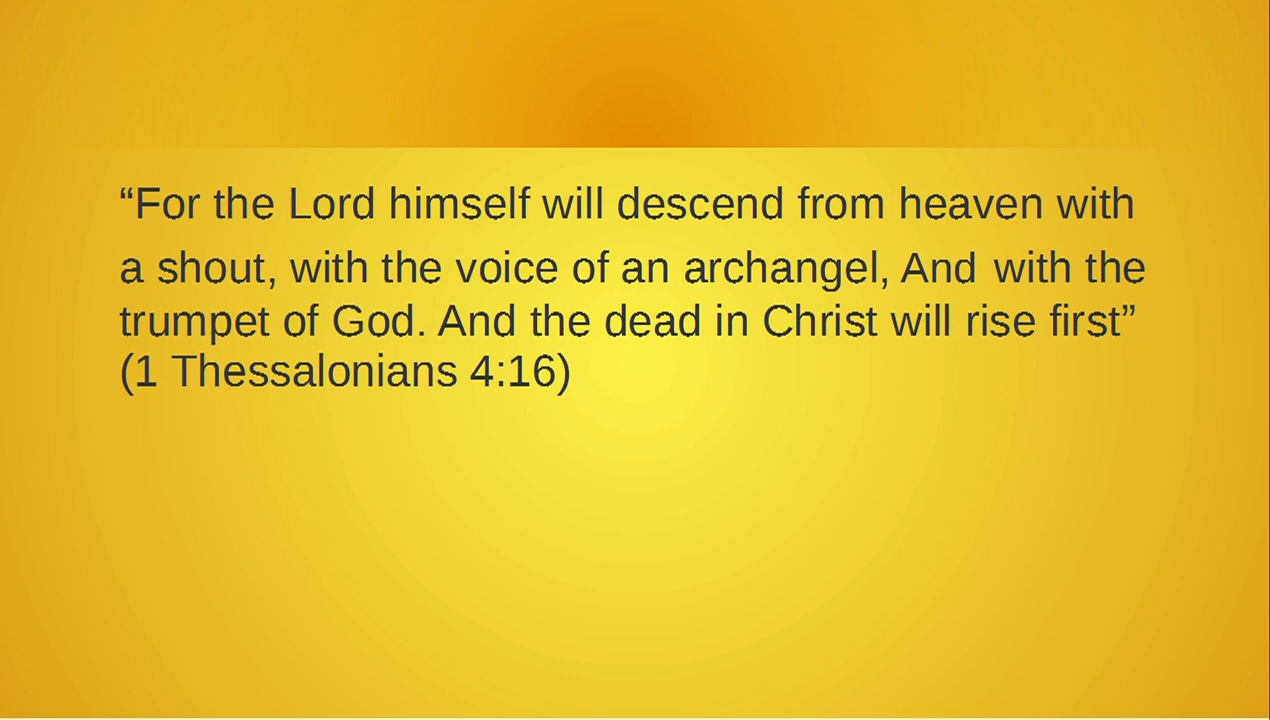 “For the Lord himself will descend from heaven with
a shout, with the voice of an archangel, And with the
trumpet of God. And the dead in Christ will rise first”
(1 Thessalonians 4:16)